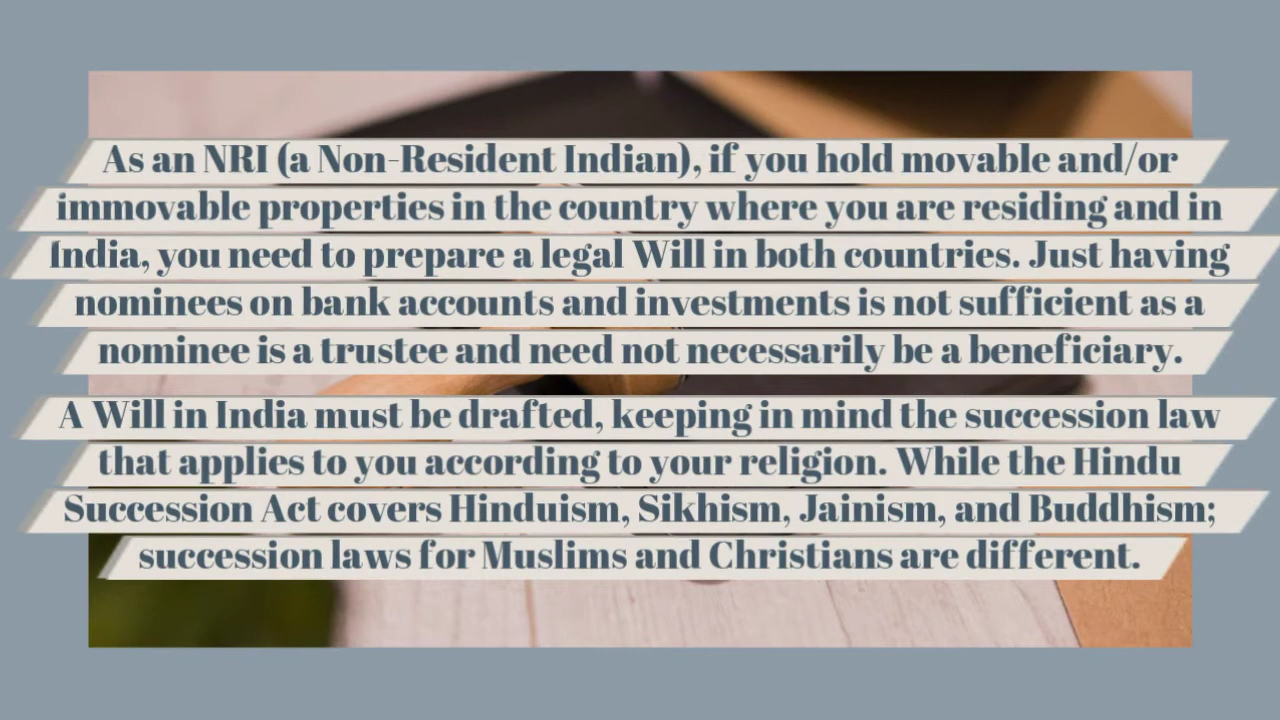 As an NRI (a Non-Resident Indian), if you hold movable and/or
immovable properties in the country where you are residing and in
India, you need to prepare a legal Will in both countries. Just having
nominees on bank accounts and investments is not sufficient as a
nominee is a trustee and need not necessarily be a beneficiary.
A Will in India must be drafted, keeping in mind the succession law
that applies to you according to your religion. While the Hindu
Succession Act covers Hinduism, Sikhism, Jainism, and Buddhism;
succession laws for Muslims and Christians are different.